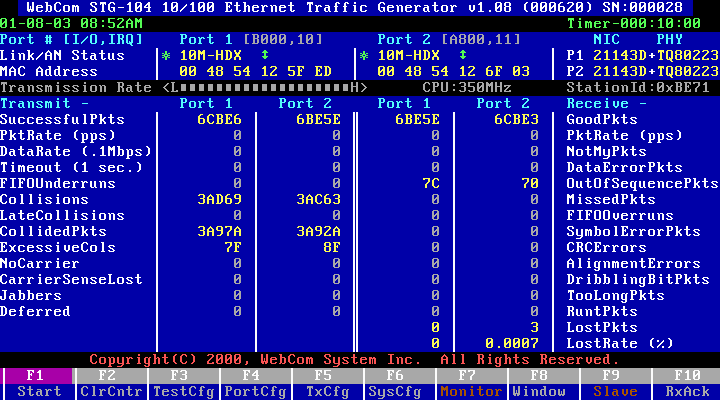 WebCom STG-104 10/100 Ethernet Traffic Generator v1.08 (000620) SN:000028
01-08-03 08:52AM Timer-000:10:00
Port # [I/O,IRQ] Port 1 [B000,10] Port 2 [A800,11] NIC PHY
Link/AN Status * 10M-HDX ↕ * 10M-HDX ↕ P1 21143D+TQ80223
MAC Address 00 48 54 12 5F ED 00 48 54 12 6F 03 P2 21143D+TQ80223
Transmission Rate <L■■■■■■■■■■■■■■■■■■■H> CPU:350MHz StationId:0xBE71
Transmit - Port 1 Port 2 Port 1 Port 2 Receive -
SuccessfulPkts 6CBE6 6BE5E 6BE5E 6CBE3 GoodPkts
PktRate (pps) 0 0 0 0 PktRate (pps)
DataRate (.1Mbps) 0 0 0 0 NotMyPkts
Timeout (1 sec.) 0 0 0 0 DataErrorPkts
FIFOUnderruns 0 0 7C 70 OutOfSequencePkts
Collisions 3AD69 3AC63 0 0 MissedPkts
LateCollisions 0 0 0 0 FIFOOverruns
CollidedPkts 3A97A 3A92A 0 0 SymbolErrorPkts
ExcessiveCols 7F 8F 0 0 CRCErrors
NoCarrier 0 0 0 0 AlignmentErrors
CarrierSenseLost 0 0 0 0 DribblingBitPkts
Jabbers 0 0 0 0 TooLongPkts
Deferred 0 0 0 0 RuntPkts
0 3 LostPkts
0 0.0007 LostRate (%)
Copyright(C) 2000, WebCom System Inc. All Rights Reserved.
F1 F2 F3 F4 F5 F6 F7 F8 F9 F10
Start ClrCntr TestCfg PortCfg TxCfg SysCfg Monitor Window Slave RxAck